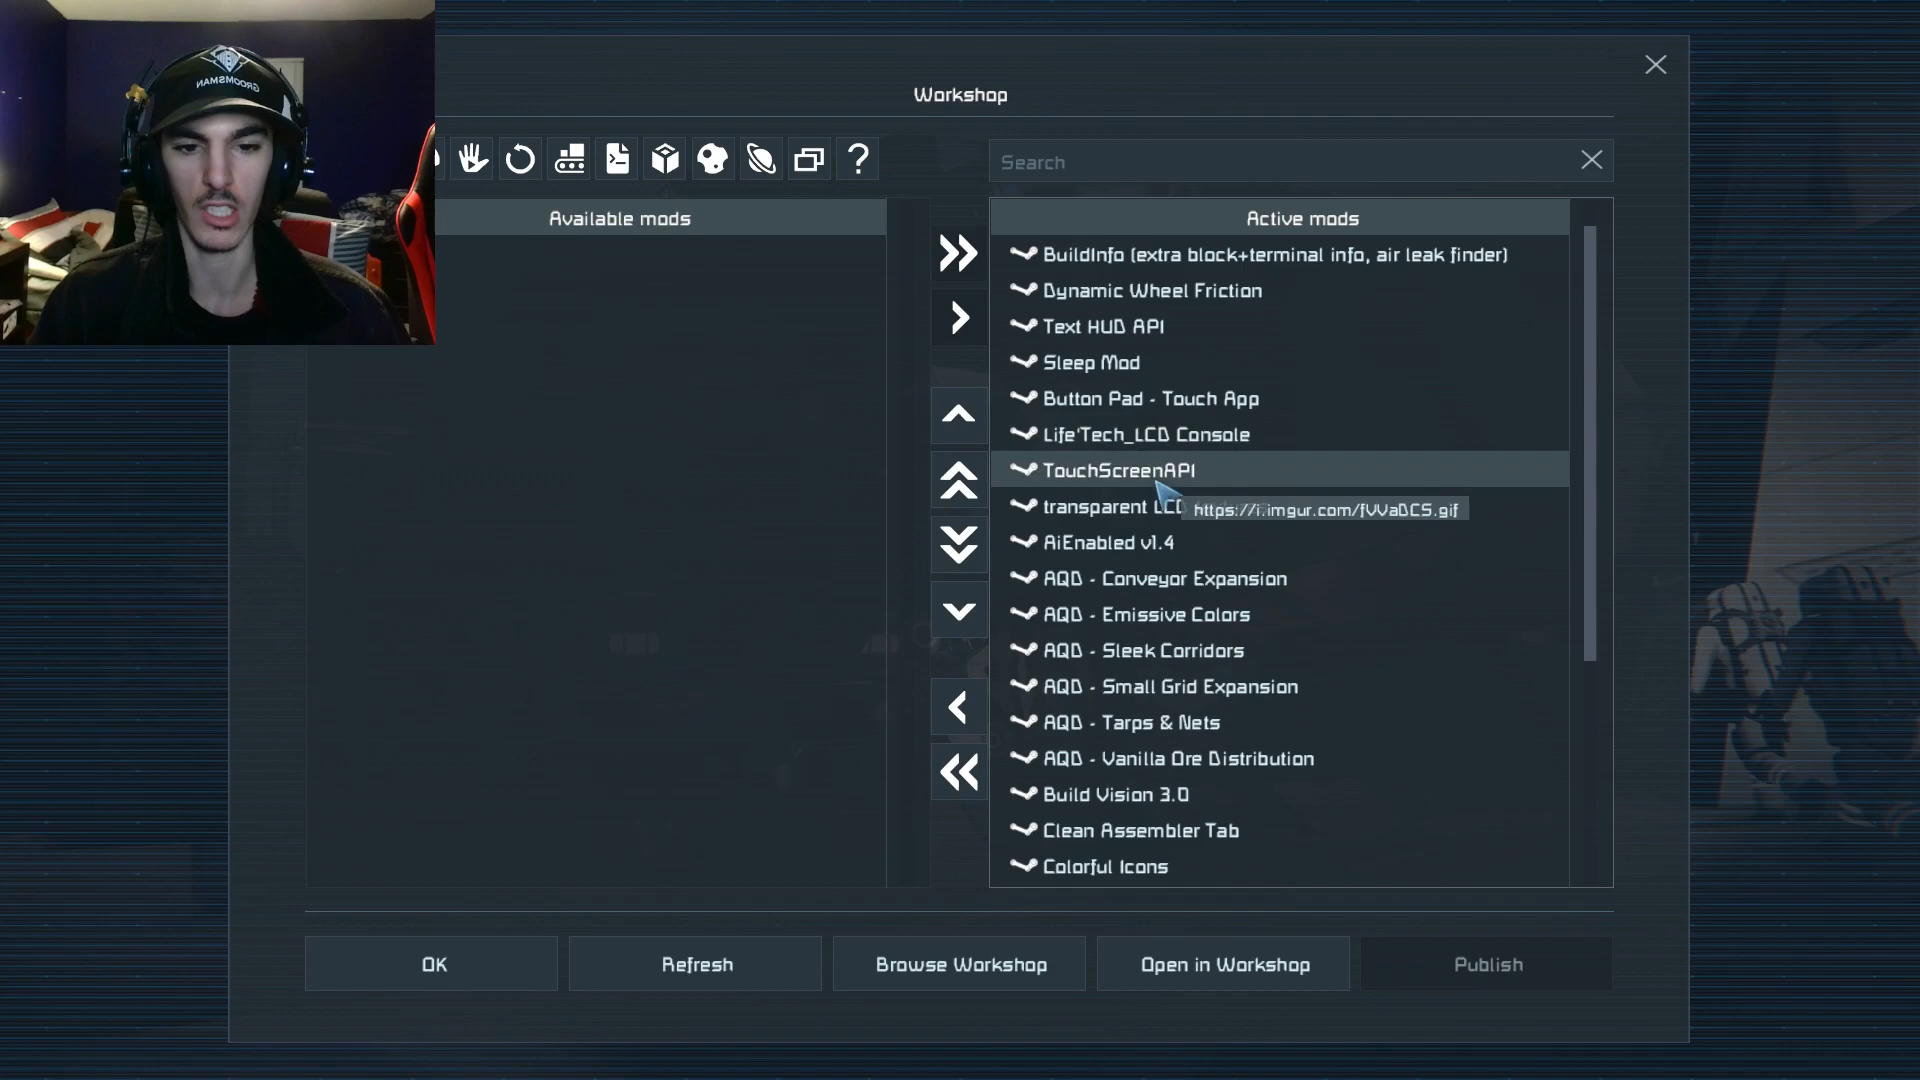 GROOMSMAN
Workshop
Search
Available mods
Active mods
BuildInfo (extra block+terminal info, air leak finder)
Dynamic Wheel Friction
Text HUD API
Sleep Mod
Button Pad - Touch App
Life'Tech_LCD Console
TouchScreenAPI
transparent LCD
https://i.imgur.com/fVVaDCS.gif
AiEnabled v1.4
AQD - Conveyor Expansion
AQD - Emissive Colors
AQD - Sleek Corridors
AQD - Small Grid Expansion
AQD - Tarps & Nets
AQD - Vanilla Ore Distribution
Build Vision 3.0
Clean Assembler Tab
Colorful Icons
OK
Refresh
Browse Workshop
Open in Workshop
Publish